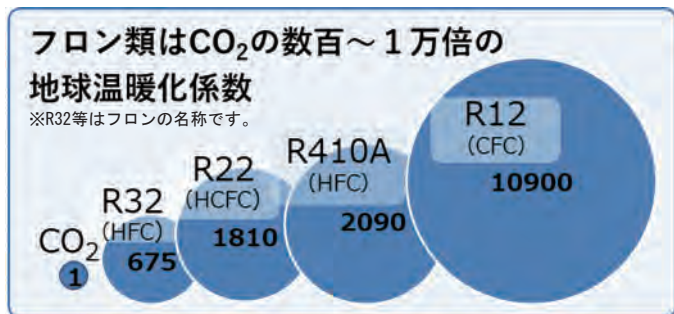 フロン類はCO₂の数百~1万倍の
地球温暖化係数
※R32等はフロンの名称です。
CO₂
1
R32
(HFC)
675
R22
(HCFC)
1810
R410A
(HFC)
2090
R12
(CFC)
10900